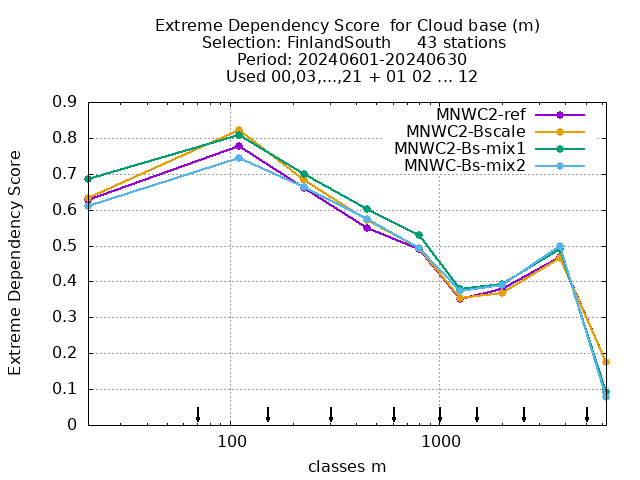 Extreme Dependency Score  for Cloud base (m)
Selection: FinlandSouth     43 stations
Period: 20240601-20240630
Used 00,03,...,21 + 01 02 ... 12
MNWC2-ref
MNWC2-Bscale
MNWC2-Bs-mix1
MNWC-Bs-mix2
Extreme Dependency Score
0.9
0.8
0.7
0.6
0.5
0.4
0.3
0.2
0.1
0
100
1000
classes m